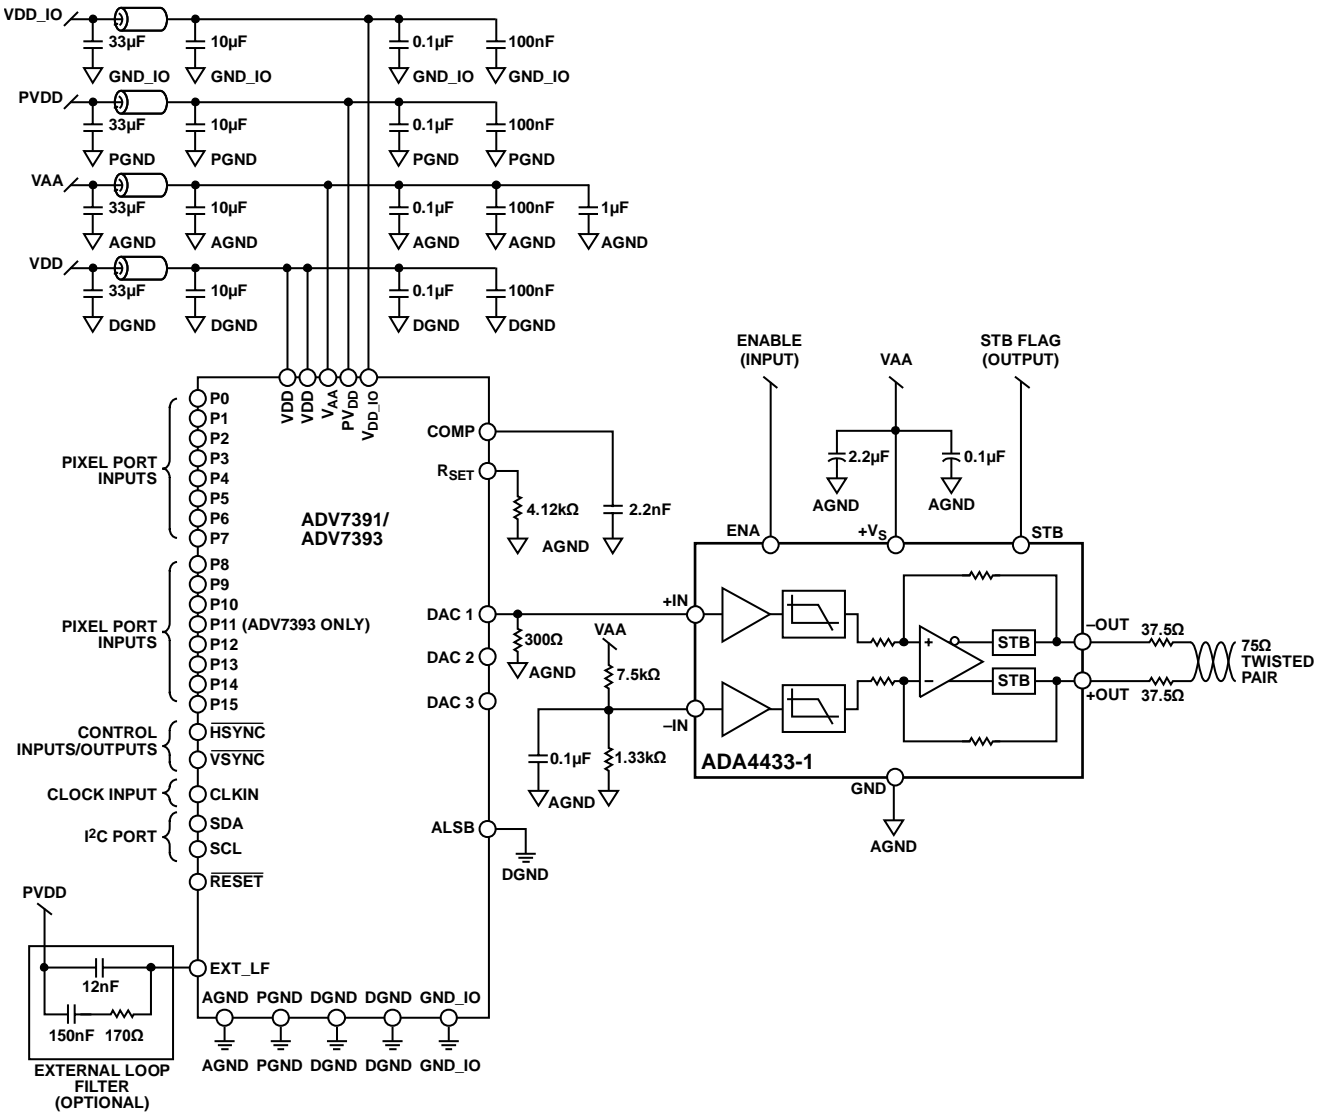 VDD_IO
33µF
10µF
0.1µF
100nF
GND_IO
GND_IO
GND_IO
GND_IO
PVDD
33µF
10µF
0.1µF
100nF
PGND
PGND
PGND
PGND
VAA
33µF
10µF
0.1µF
100nF
1µF
AGND
AGND
AGND
AGND
AGND
VDD
33µF
10µF
0.1µF
100nF
DGND
DGND
DGND
DGND
VDD
VDD
VAA
PVDD
VDD_IO
PIXEL PORT
INPUTS
P0
P1
P2
P3
P4
P5
P6
P7
PIXEL PORT
INPUTS
P8
P9
P10
P11 (ADV7393 ONLY)
P12
P13
P14
P15
CONTROL
INPUTS/OUTPUTS
HSYNC
VSYNC
CLOCK INPUT
CLKIN
I2C PORT
SDA
SCL
RESET
ADV7391/
ADV7393
COMP
RSET
4.12kΩ
2.2nF
AGND
DAC 1
300Ω
AGND
DAC 2
DAC 3
VAA
7.5kΩ
0.1µF
1.33kΩ
AGND
ALSB
DGND
PVDD
12nF
150nF
170Ω
EXTERNAL LOOP
FILTER
(OPTIONAL)
EXT_LF
AGND
PGND
DGND
DGND
GND_IO
AGND
PGND
DGND
DGND
GND_IO
ENABLE
(INPUT)
VAA
STB FLAG
(OUTPUT)
2.2µF
0.1µF
AGND
AGND
ENA
+VS
STB
+IN
–IN
+
–
STB
STB
–OUT
+OUT
37.5Ω
37.5Ω
75Ω
TWISTED
PAIR
ADA4433-1
GND
AGND